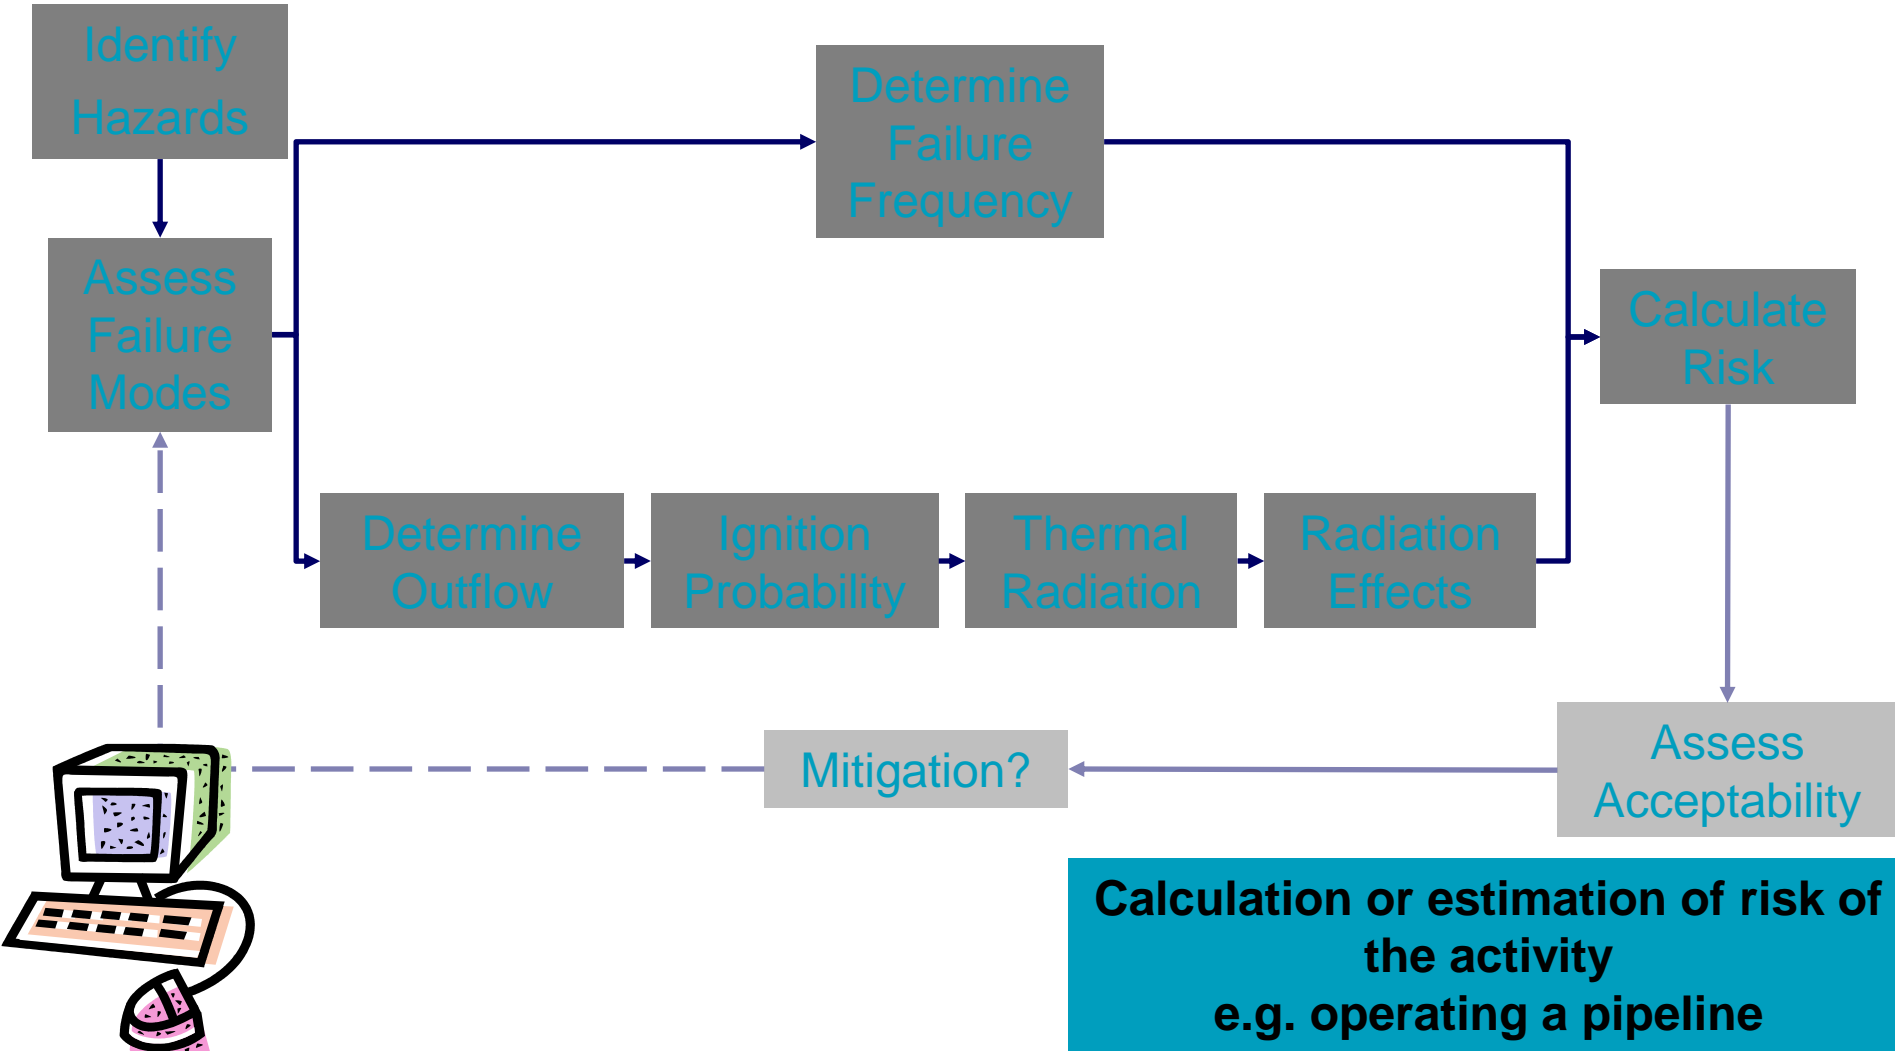 Identify
Hazards
Determine
Failure
Frequency
Assess
Failure
Modes
Calculate
Risk
Determine
Outflow
Ignition
Probability
Thermal
Radiation
Radiation
Effects
Mitigation?
Assess
Acceptability
Calculation or estimation of risk of
the activity
e.g. operating a pipeline